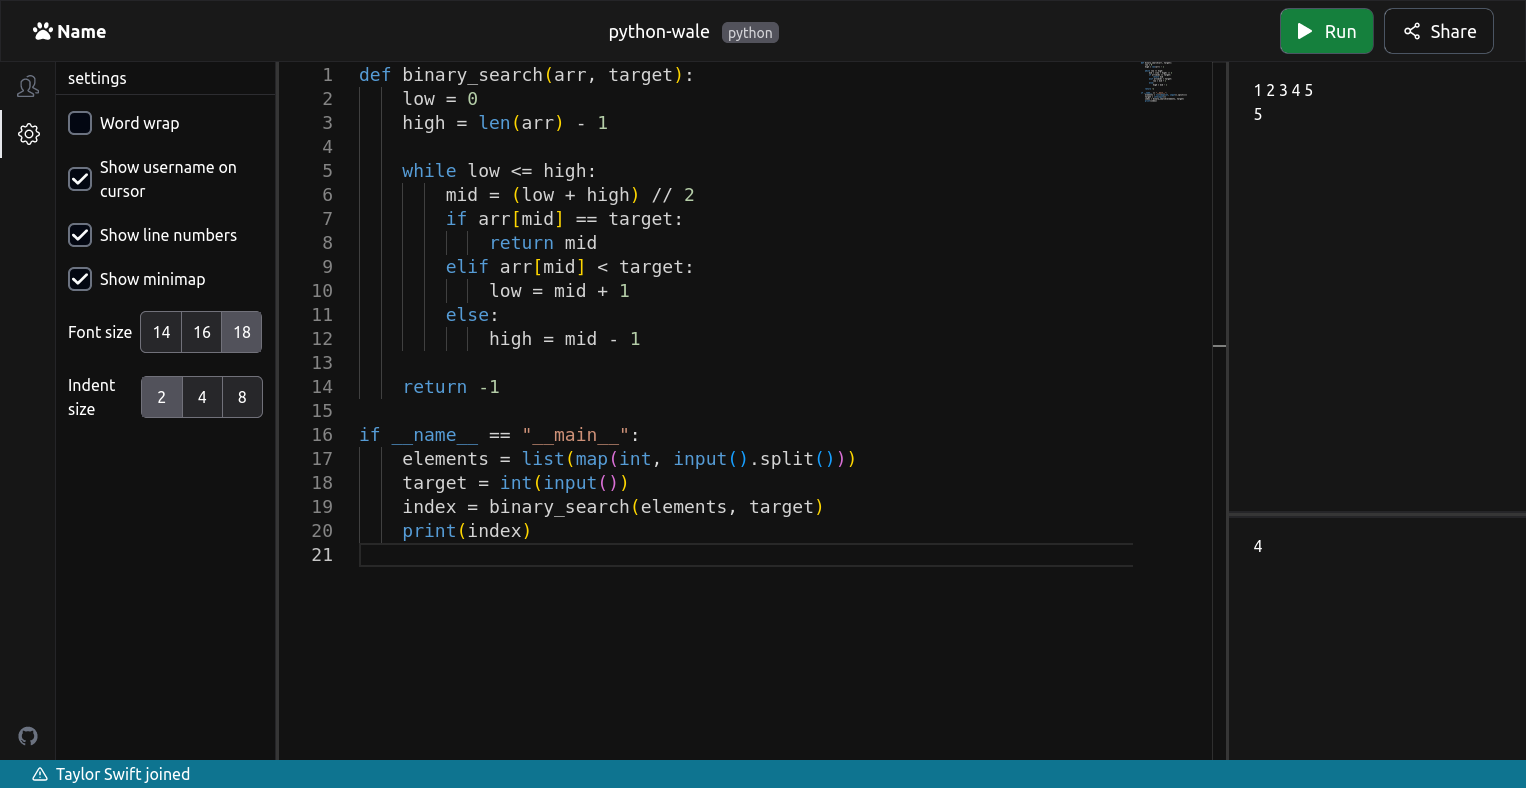 Name
python-wale python
Run
Share
settings
Word wrap
Show username on
cursor
Show line numbers
Show minimap
Font size 14 16 18
Indent
size 2 4 8
1 def binary_search(arr, target):
2     low = 0
3     high = len(arr) - 1
4
5     while low <= high:
6         mid = (low + high) // 2
7         if arr[mid] == target:
8             return mid
9         elif arr[mid] < target:
10             low = mid + 1
11         else:
12             high = mid - 1
13
14     return -1
15
16 if __name__ == "__main__":
17     elements = list(map(int, input().split()))
18     target = int(input())
19     index = binary_search(elements, target)
20     print(index)
21
1 2 3 4 5
5
4
Taylor Swift joined